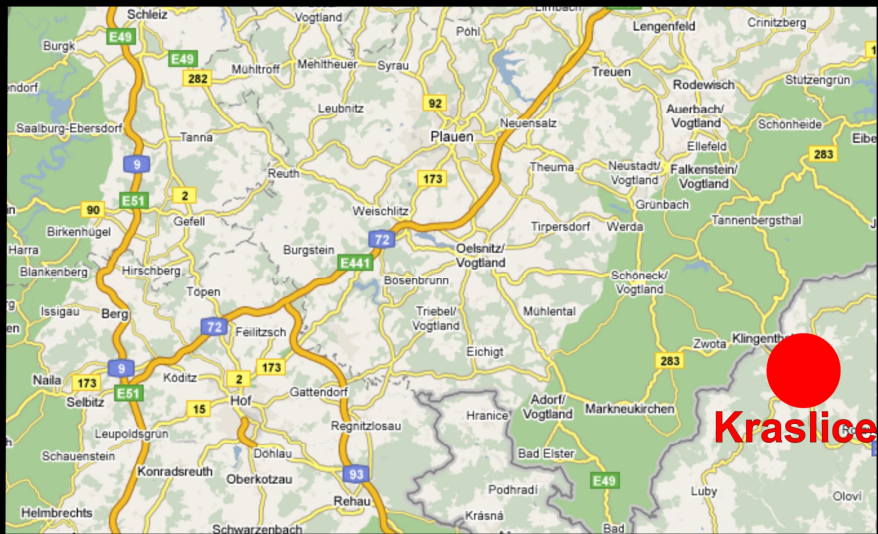 Schleiz
Vogtland
Limbach
Lengenfeld
Crinitzberg
E49
Burgk
E49
Pöhl
282
Mühltroff
Mehltheuer
Syrau
Treuen
Rodewisch
Stützengrün
Leubnitz
92
Auerbach/
Vogtland
Saalburg-Ebersdorf
Tanna
Plauen
Neuensalz
Schönheide
Ellefeld
9
Reuth
173
Theuma
Neustadt/
Vogtland
Falkenstein/
Vogtland
283
E51
2
90
Gefell
Weischlitz
Grünbach
Birkenhügel
72
Tirpersdorf
Werda
Tannenbergsthal
Harra
Burgstein
E441
Oelsnitz/
Vogtland
Blankenberg
Hirschberg
Bösenbrunn
Schöneck/
Vogtland
Töpen
Issigau
Berg
72
Feilitzsch
Triebel/
Vogtland
Mühlental
Zwota
Eichigt
283
9
173
Naila
173
E51
Köditz
2
Selbitz
Hof
Gattendorf
15
Adorf/
Vogtland
Markneukirchen
Hranice
Kraslice
Leupoldsgrün
Regnitzlosau
Schauenstein
Döhlau
Bad Elster
Konradsreuth
Oberkotzau
93
E49
Rehau
Podhradí
Luby
Oloví
Helmbrechts
Krásná
Schwarzenbach
Bad